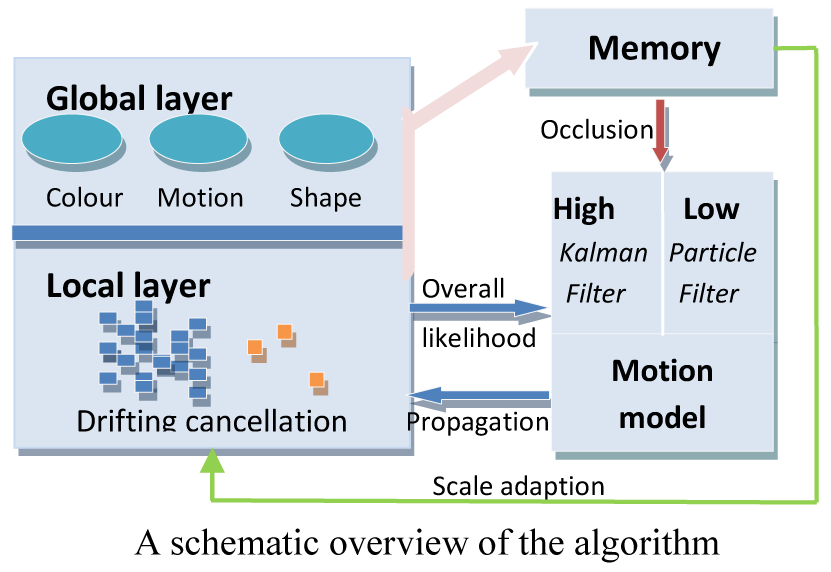 Memory
Global layer
Occlusion
Colour Motion Shape
High Low
Kalman Particle
Filter Filter
Local layer
Overall
likelihood
Motion
model
Drifting cancellation
Propagation
Scale adaption
A schematic overview of the algorithm